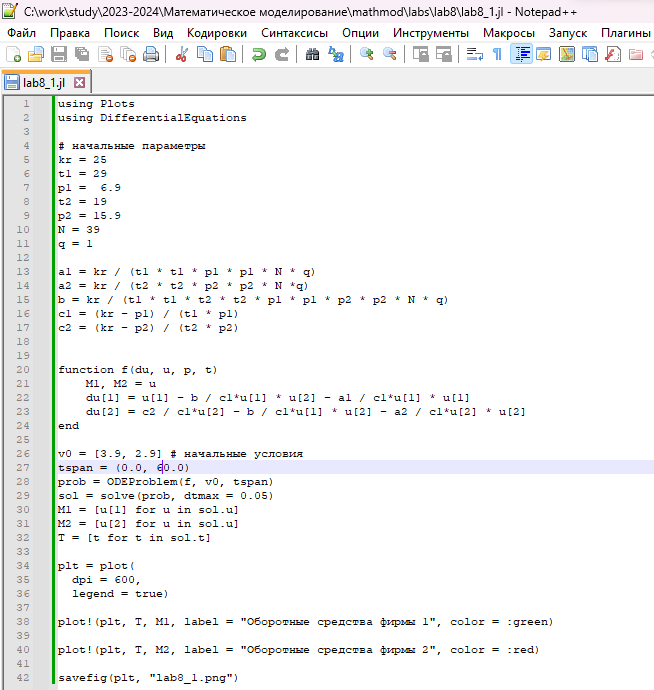 C:\work\study\2023-2024\Математическое моделирование\mathmod\labs\lab8\lab8_1.jl - Notepad++
Файл Правка Поиск Вид Кодировки Синтаксисы Опции Инструменты Макросы Запуск Плагины
lab8_1.jl
1 using Plots
2 using DifferentialEquations
3
4 # начальные параметры
5 kr = 25
6 t1 = 29
7 p1 =  6.9
8 t2 = 19
9 p2 = 15.9
10 N = 39
11 q = 1
12
13 a1 = kr / (t1 * t1 * p1 * p1 * N * q)
14 a2 = kr / (t2 * t2 * p2 * p2 * N *q)
15 b = kr / (t1 * t1 * t2 * t2 * p1 * p1 * p2 * p2 * N * q)
16 c1 = (kr - p1) / (t1 * p1)
17 c2 = (kr - p2) / (t2 * p2)
18
19
20 function f(du, u, p, t)
21     M1, M2 = u
22     du[1] = u[1] - b / c1*u[1] * u[2] - a1 / c1*u[1] * u[1]
23     du[2] = c2 / c1*u[2] - b / c1*u[1] * u[2] - a2 / c1*u[2] * u[2]
24 end
25
26 v0 = [3.9, 2.9] # начальные условия
27 tspan = (0.0, 60.0)
28 prob = ODEProblem(f, v0, tspan)
29 sol = solve(prob, dtmax = 0.05)
30 M1 = [u[1] for u in sol.u]
31 M2 = [u[2] for u in sol.u]
32 T = [t for t in sol.t]
33
34 plt = plot(
35   dpi = 600,
36   legend = true)
37
38 plot!(plt, T, M1, label = "Оборотные средства фирмы 1", color = :green)
39
40 plot!(plt, T, M2, label = "Оборотные средства фирмы 2", color = :red)
41
42 savefig(plt, "lab8_1.png")